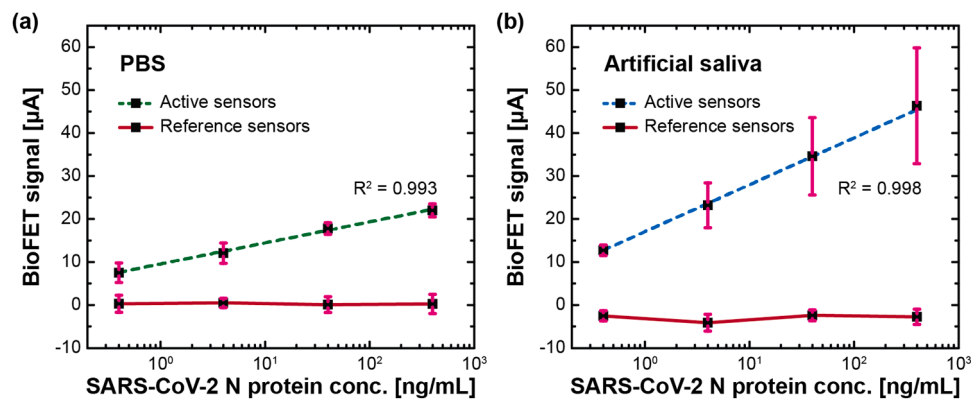 (a)
PBS
Active sensors
Reference sensors
R² = 0.993
BioFET signal [µA]
60
50
40
30
20
10
0
-10
10⁰
10¹
10²
10³
SARS-CoV-2 N protein conc. [ng/mL]
(b)
Artificial saliva
Active sensors
Reference sensors
R² = 0.998
BioFET signal [µA]
60
50
40
30
20
10
0
-10
10⁰
10¹
10²
10³
SARS-CoV-2 N protein conc. [ng/mL]